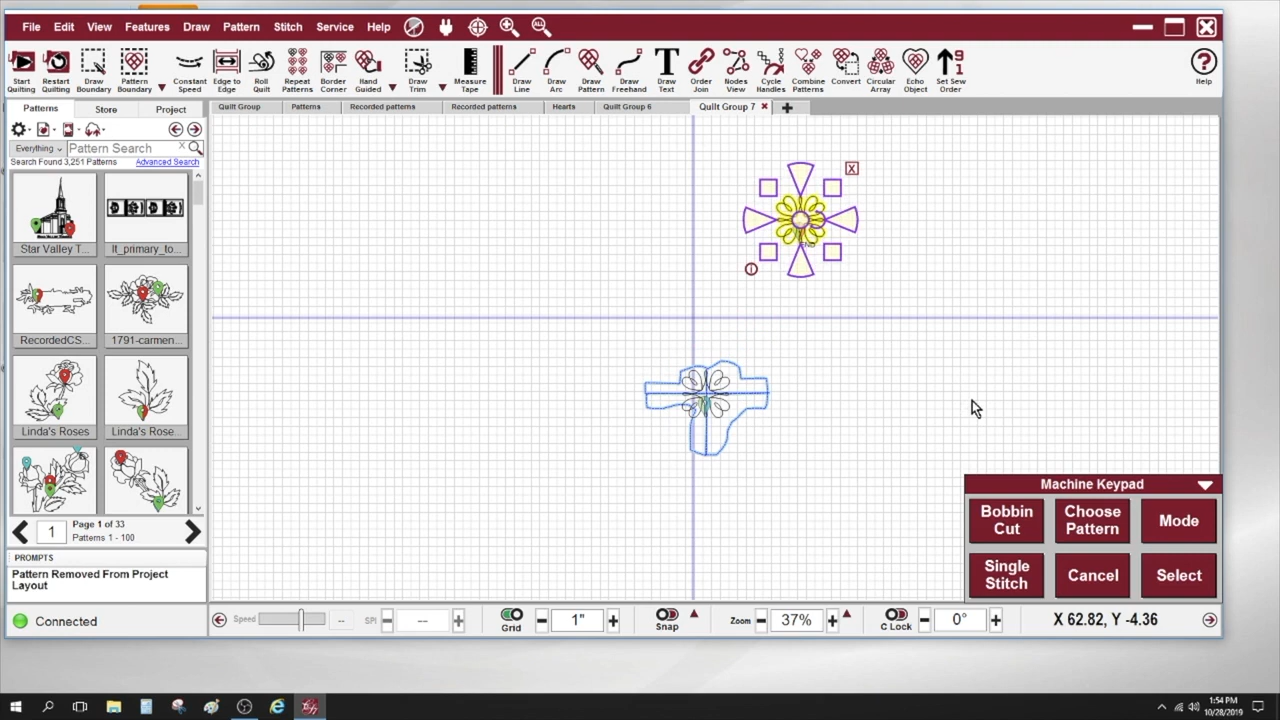 File Edit View Features Draw Pattern Stitch Service Help
ALL
Start Quilting
Restart Quilting
Draw Boundary
Pattern Boundary
Constant Speed
Edge to Edge
Roll Quilt
Repeat Patterns
Border Corner
Hand Guided
Draw Trim
Measure Tape
Draw Line
Draw Arc
Draw Pattern
Draw Freehand
Draw Text
Order Join
Nodes View
Cycle Handles
Combine Patterns
Convert
Circular Array
Echo Object
Set Sew Order
Help
Patterns Store Project
Quilt Group Patterns Recorded patterns Recorded patterns Hearts Quilt Group 6 Quilt Group 7
Everything Pattern Search
Search Found 3,251 Patterns Advanced Search
Star Valley T... lt_primary_to...
RecordedCS... 1791-carmen...
Linda's Roses Linda's Rose...
1 Page 1 of 33
Patterns 1 - 100
PROMPTS
Pattern Removed From Project
Layout
X
END
Machine Keypad
Bobbin Cut
Choose Pattern
Mode
Single Stitch
Cancel
Select
Connected
Speed -- SPI --
Grid 1"
Snap
Zoom 37%
C Lock 0°
X 62.82, Y -4.36
1:54 PM
10/28/2019